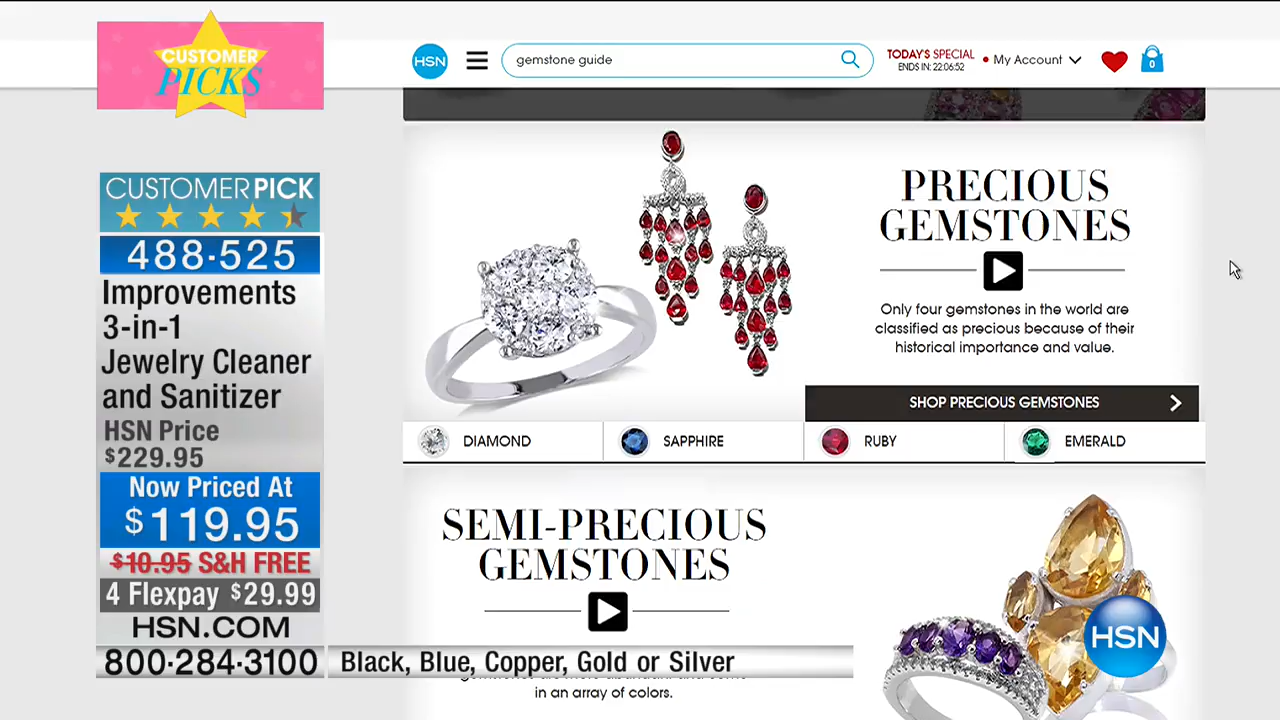 CUSTOMER
PICKS
CUSTOMERPICK
488-525
Improvements
3-in-1
Jewelry Cleaner
and Sanitizer
HSN Price
$229.95
Now Priced At
$119.95
$10.95 S&H FREE
4 Flexpay $29.99
HSN.COM
800-284-3100
Black, Blue, Copper, Gold or Silver
HSN
gemstone guide
TODAY'S SPECIAL
ENDS IN: 22:06:52
My Account
0
PRECIOUS
GEMSTONES
Only four gemstones in the world are
classified as precious because of their
historical importance and value.
SHOP PRECIOUS GEMSTONES
DIAMOND
SAPPHIRE
RUBY
EMERALD
SEMI-PRECIOUS
GEMSTONES
in an array of colors.
HSN